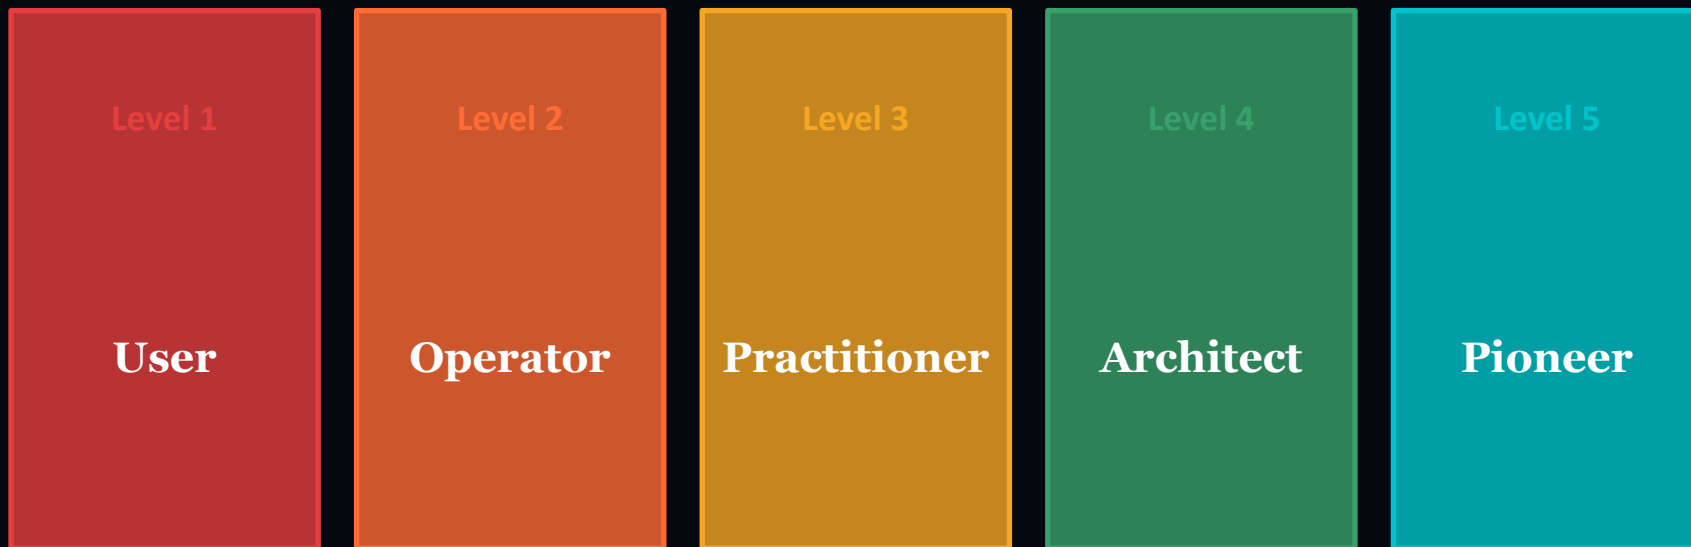 Level 1
User
Level 2
Operator
Level 3
Practitioner
Level 4
Architect
Level 5
Pioneer